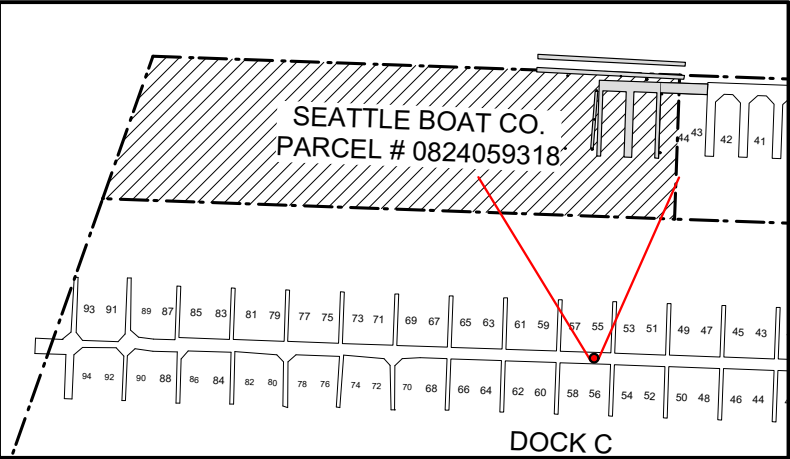 SEATTLE BOAT CO.
PARCEL # 0824059318
44 43 42 41
93 91 89 87 85 83 81 79 77 75 73 71 69 67 65 63 61 59 57 55 53 51 49 47 45 43
94 92 90 88 86 84 82 80 78 76 74 72 70 68 66 64 62 60 58 56 54 52 50 48 46 44
DOCK C